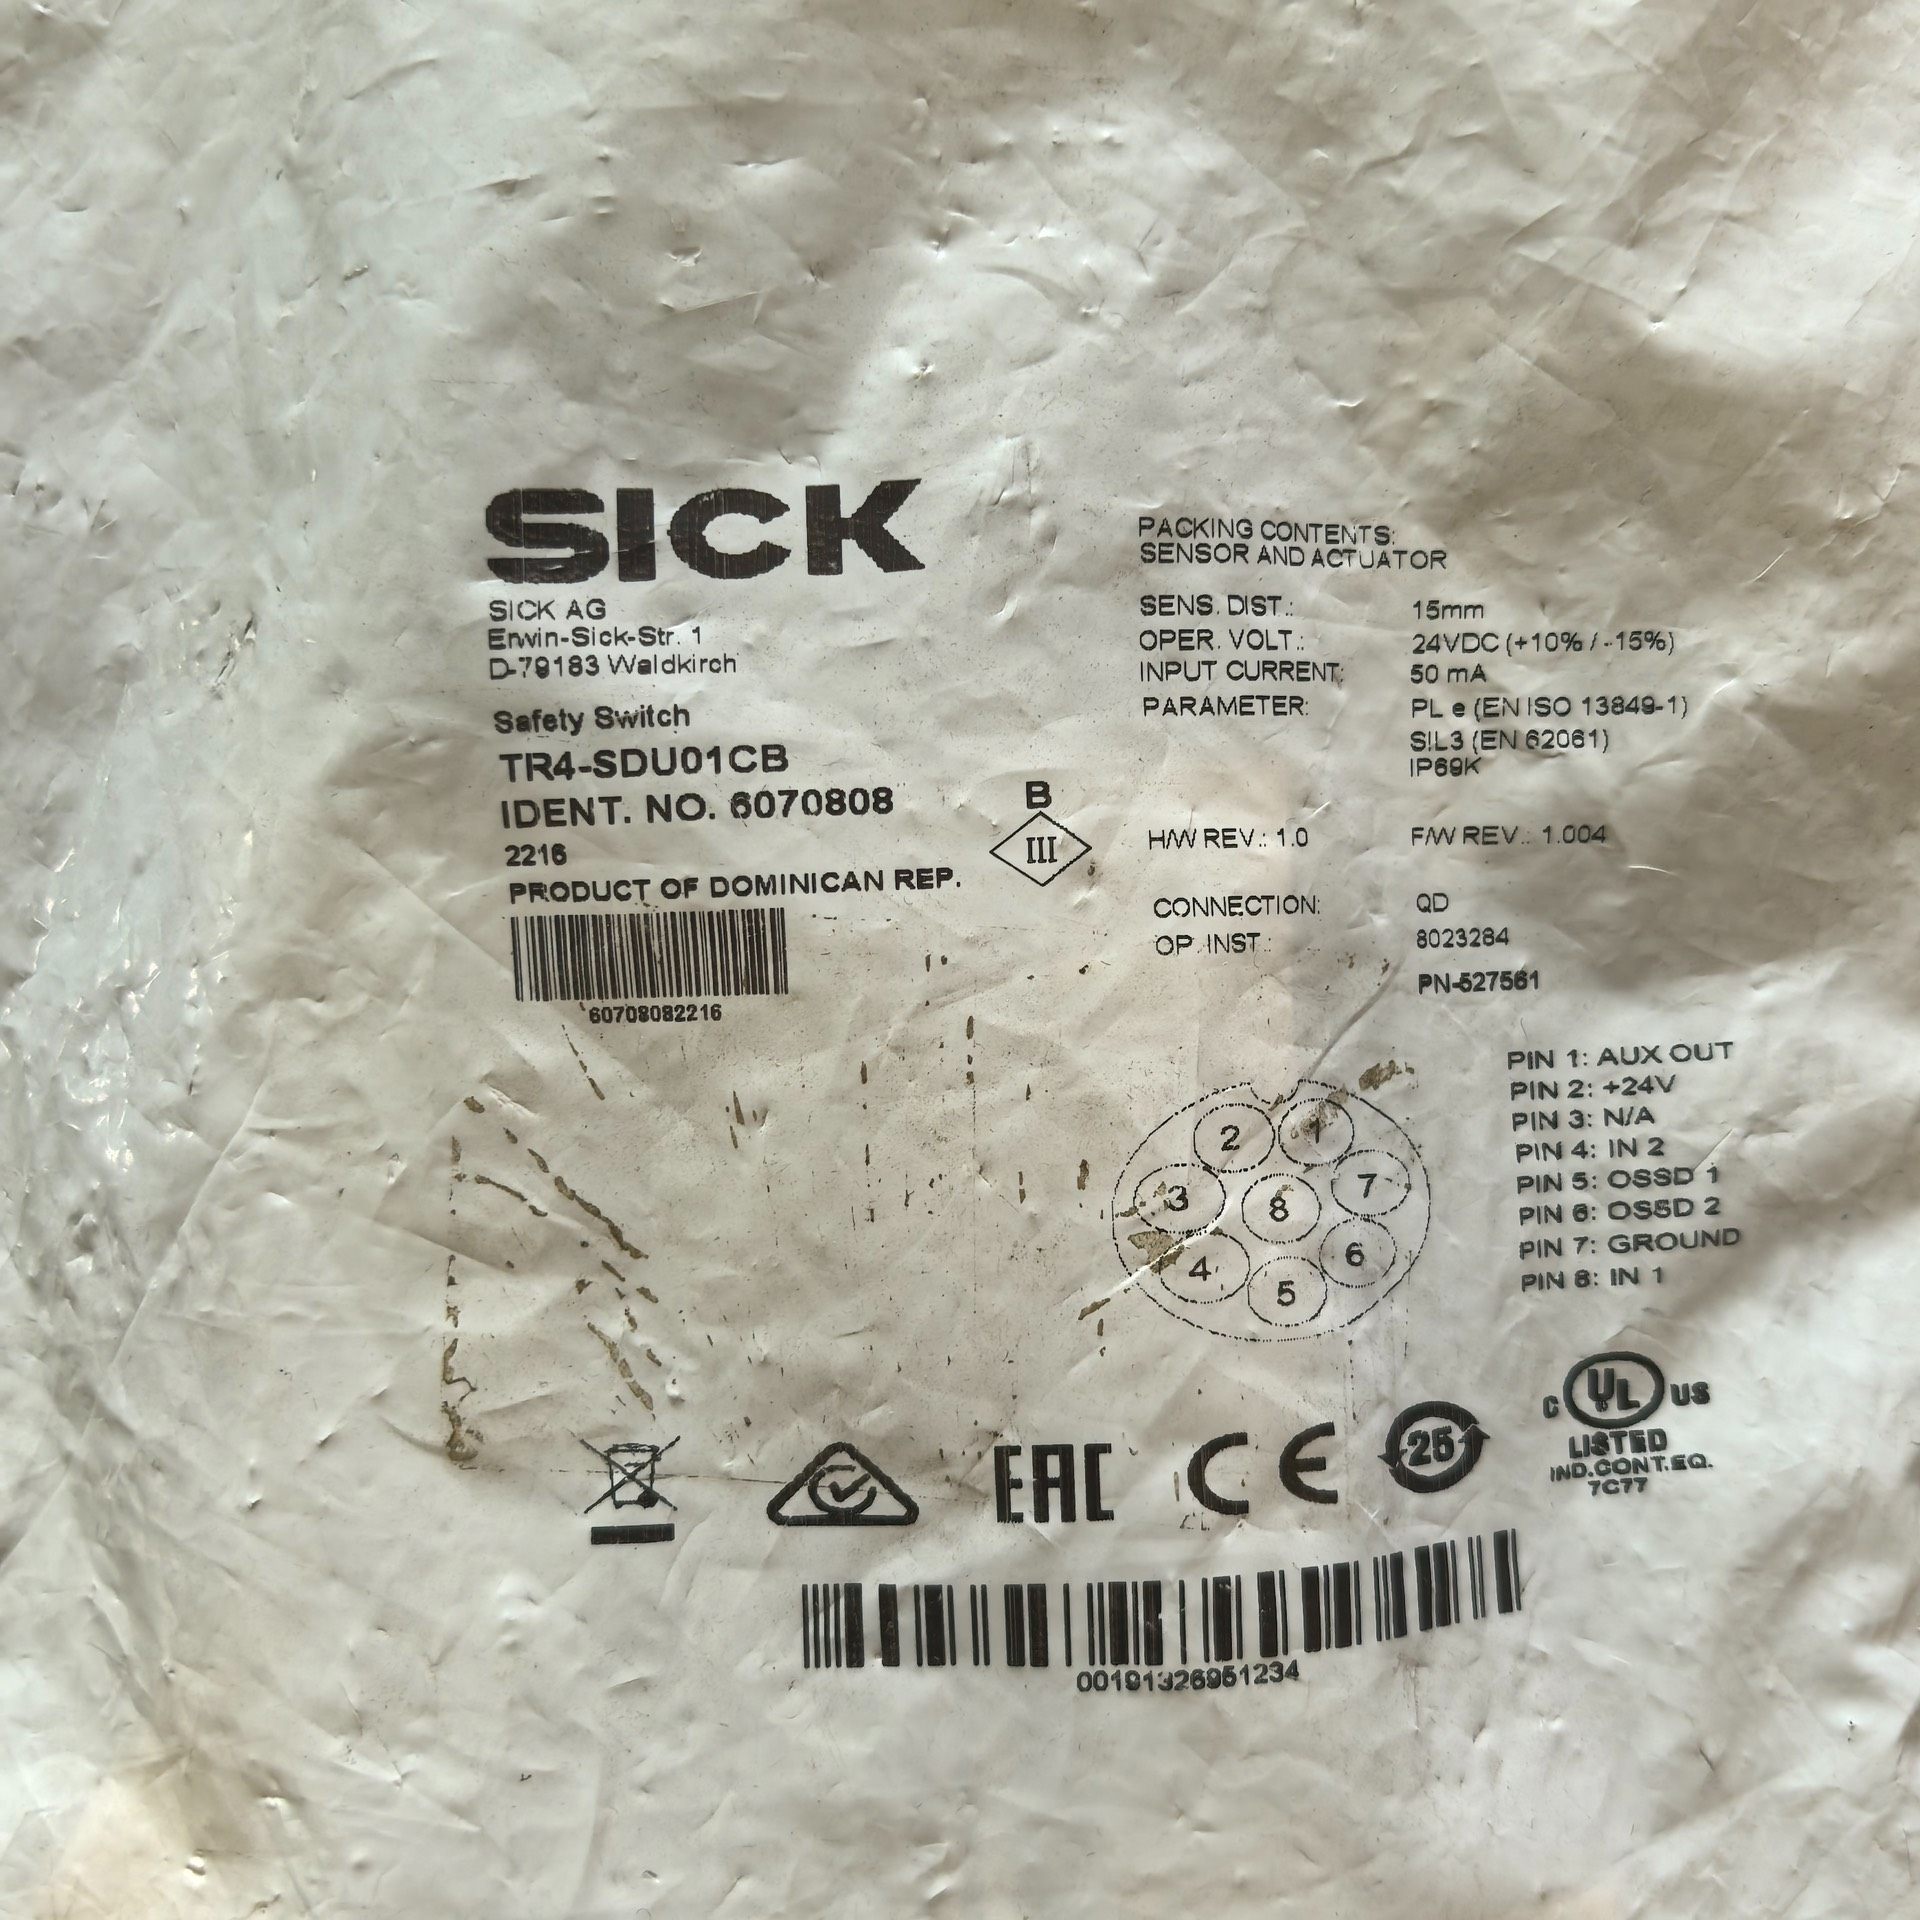 SICK
SICK AG
Erwin-Sick-Str. 1
D-79183 Waldkirch
Safety Switch
TR4-SDU01CB
IDENT. NO. 6070808
2216
PRODUCT OF DOMINICAN REP.
60708082216
B
III
PACKING CONTENTS:
SENSOR AND ACTUATOR
SENS. DIST.: 15mm
OPER. VOLT.: 24VDC (+10% / -15%)
INPUT CURRENT: 50 mA
PARAMETER: PL e (EN ISO 13849-1)
SIL3 (EN 62061)
IP69K
H/W REV.: 1.0 F/W REV.: 1.004
CONNECTION: QD
OP. INST.: 8023284
PN-527561
PIN 1: AUX OUT
PIN 2: +24V
PIN 3: N/A
PIN 4: IN 2
PIN 5: OSSD 1
PIN 6: OSSD 2
PIN 7: GROUND
PIN 8: IN 1
2 1
3 8 7
4 5 6
EAC CE 25
C UL US
LISTED
IND.CONT.EQ.
7C77
00191326951234